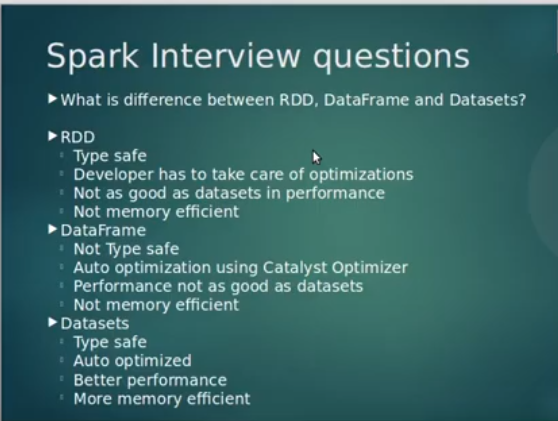 Spark Interview questions
What is difference between RDD, DataFrame and Datasets?
RDD
Type safe
Developer has to take care of optimizations
Not as good as datasets in performance
Not memory efficient
DataFrame
Not Type safe
Auto optimization using Catalyst Optimizer
Performance not as good as datasets
Not memory efficient
Datasets
Type safe
Auto optimized
Better performance
More memory efficient